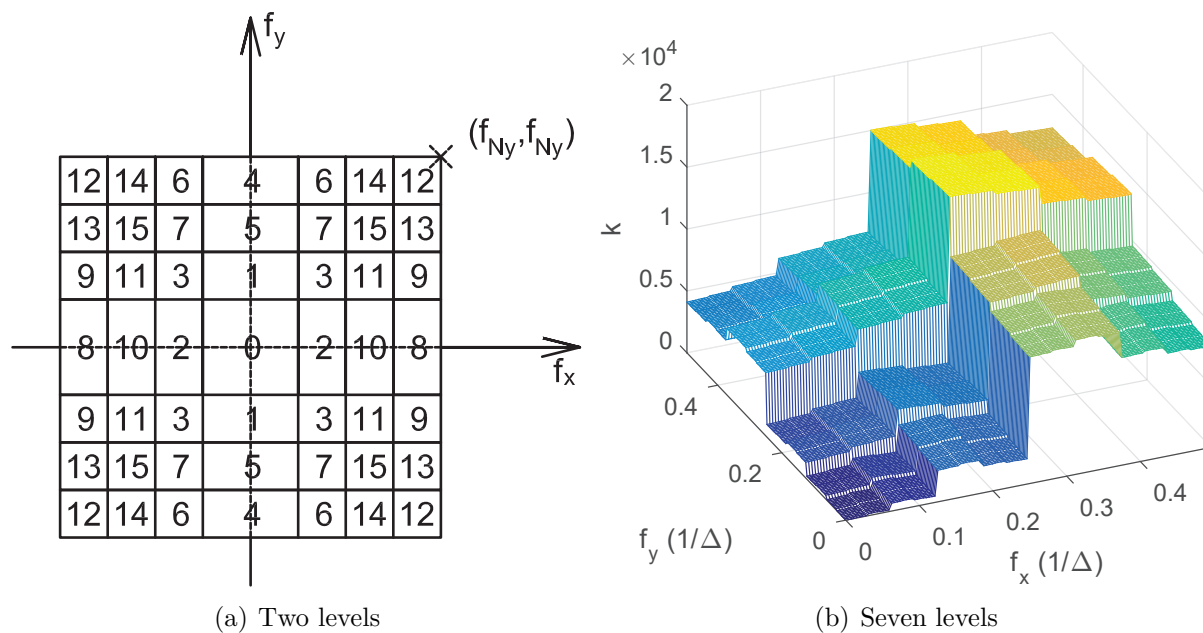 f_y
(f_Ny,f_Ny)
12 14 6 4 6 14 12
13 15 7 5 7 15 13
9 11 3 1 3 11 9
8 10 2 0 2 10 8
f_x
9 11 3 1 3 11 9
13 15 7 5 7 15 13
12 14 6 4 6 14 12
(a) Two levels
×10^4
2
1.5
1
0.5
0
k
0.4
0.2
0
f_y (1/Δ)
0
0.1
0.2
0.3
0.4
f_x (1/Δ)
(b) Seven levels